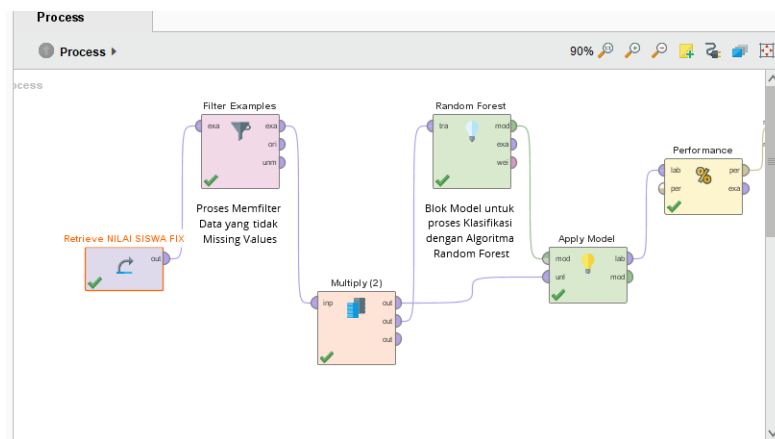 Process
Process
90%
ocess
Filter Examples
exa
exa
ori
unm
Proses Memfilter
Data yang tidak
Missing Values
Retrieve NILAI SISWA FIX
out
Multiply (2)
inp
out
out
out
Random Forest
tra
mod
exa
wei
Blok Model untuk
proses Klasifikasi
dengan Algoritma
Random Forest
Apply Model
mod
unl
lab
mod
Performance
lab
per
per
exa